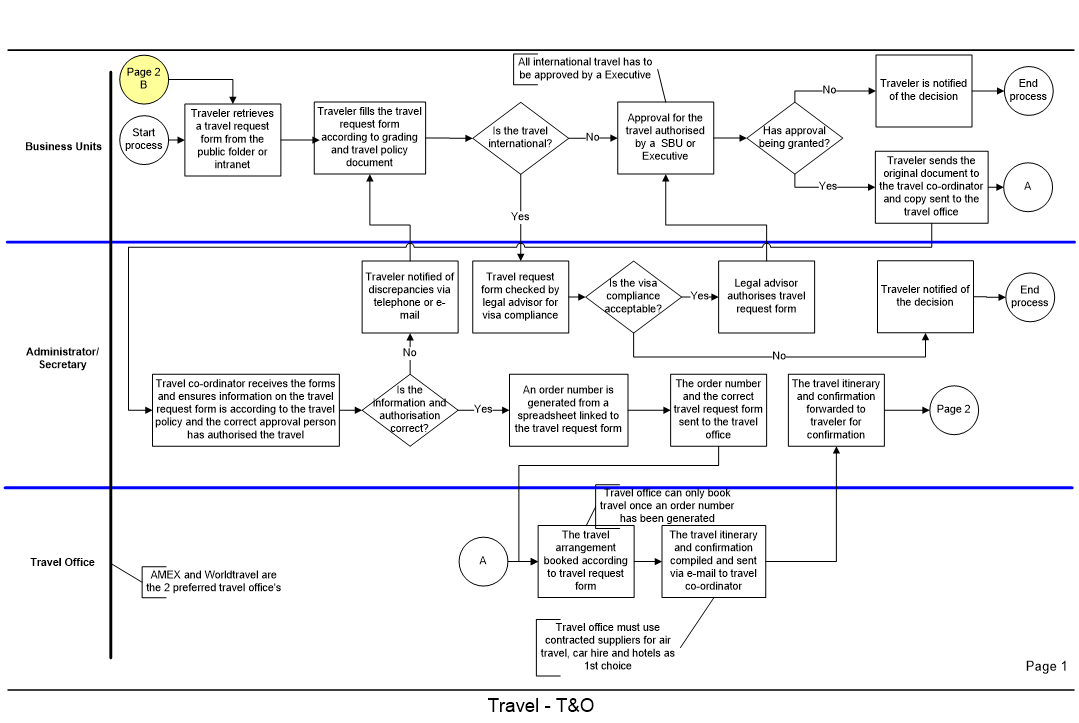 All international travel has to
be approved by a Executive
Page 2
B
Traveler is notified
of the decision
End
process
No
Start
process
Traveler retrieves
a travel request
form from the
public folder or
intranet
Traveler fills the travel
request form
according to grading
and travel policy
document
Is the travel
international?
No
Approval for the
travel authorised
by a  SBU or
Executive
Has approval
being granted?
Business Units
Yes
Traveler sends the
original document to
the travel co-ordinator
and copy sent to the
travel office
A
Yes
Traveler notified of
discrepancies via
telephone or e-
mail
Travel request
form checked by
legal advisor for
visa compliance
Is the visa
compliance
acceptable?
Yes
Legal advisor
authorises travel
request form
Traveler notified of
the decision
End
process
No
No
Administrator/
Secretary
Travel co-ordinator receives the forms
and ensures information on the travel
request form is according to the travel
policy and the correct approval person
has authorised the travel
Is the
information and
authorisation
correct?
Yes
An order number is
generated from a
spreadsheet linked to
the travel request form
The order number
and the correct
travel request form
sent to the travel
office
The travel itinerary
and confirmation
forwarded to
traveler for
confirmation
Page 2
Travel office can only book
travel once an order number
has been generated
Travel Office
A
The travel
arrangement
booked according
to travel request
form
The travel itinerary
and confirmation
compiled and sent
via e-mail to travel
co-ordinator
AMEX and Worldtravel are
the 2 preferred travel office's
Travel office must use
contracted suppliers for air
travel, car hire and hotels as
1st choice
Page 1
Travel - T&O